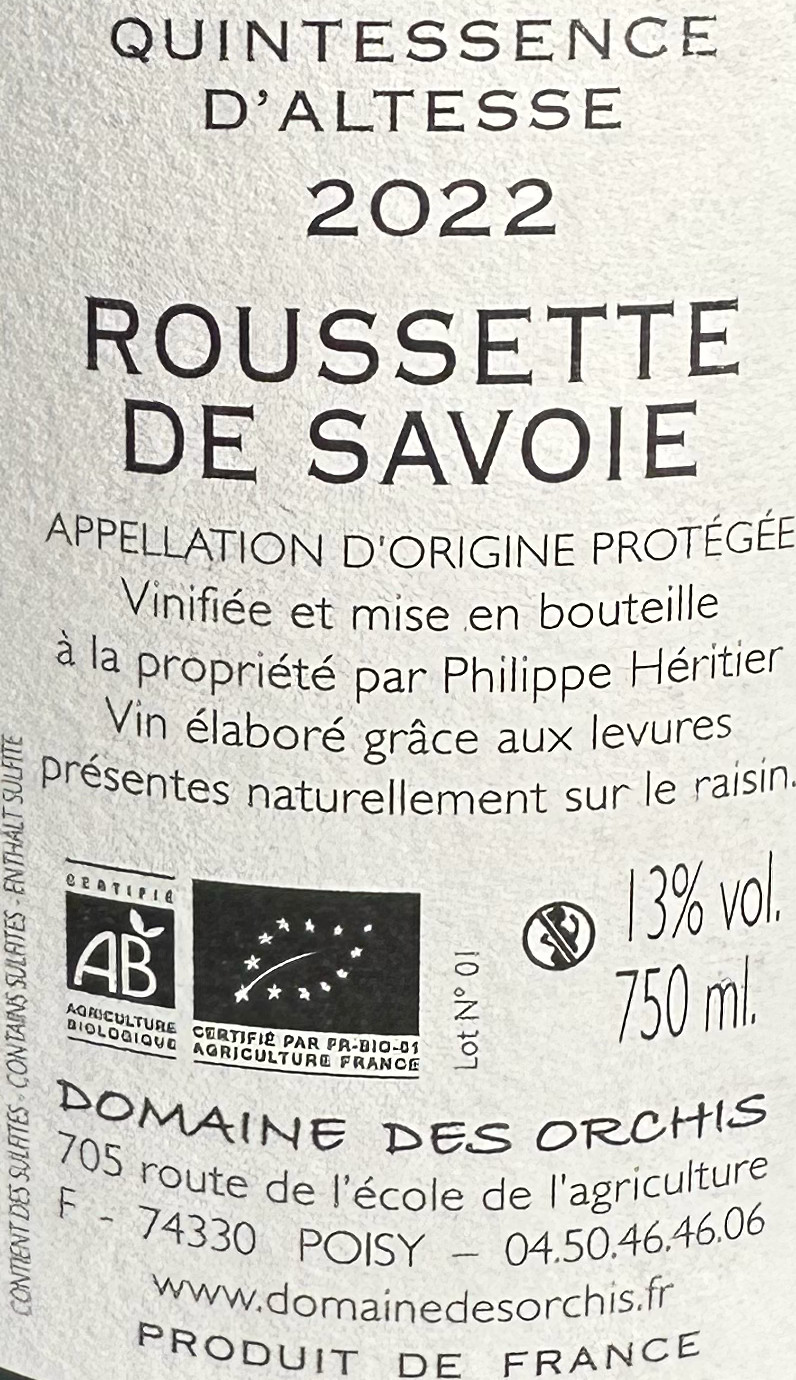 QUINTESSENCE
D'ALTESSE
2022
ROUSSETTE
DE SAVOIE
APPELLATION D'ORIGINE PROTÉGÉE
Vinifiée et mise en bouteille
à la propriété par Philippe Héritier
Vin élaboré grâce aux levures
présentes naturellement sur le raisin.
CONTIENT DES SULFITES - CONTAINS SULFITES - ENTHÄLT SULFITE
CERTIFIÉ
AB
AGRICULTURE
BIOLOGIQUE
CERTIFIÉ PAR FR-BIO-01
AGRICULTURE FRANCE
Lot N° 01
13% vol.
750 ml.
DOMAINE DES ORCHIS
705 route de l'école de l'agriculture
F - 74330 POISY - 04.50.46.46.06
www.domainedesorchis.fr
PRODUIT DE FRANCE